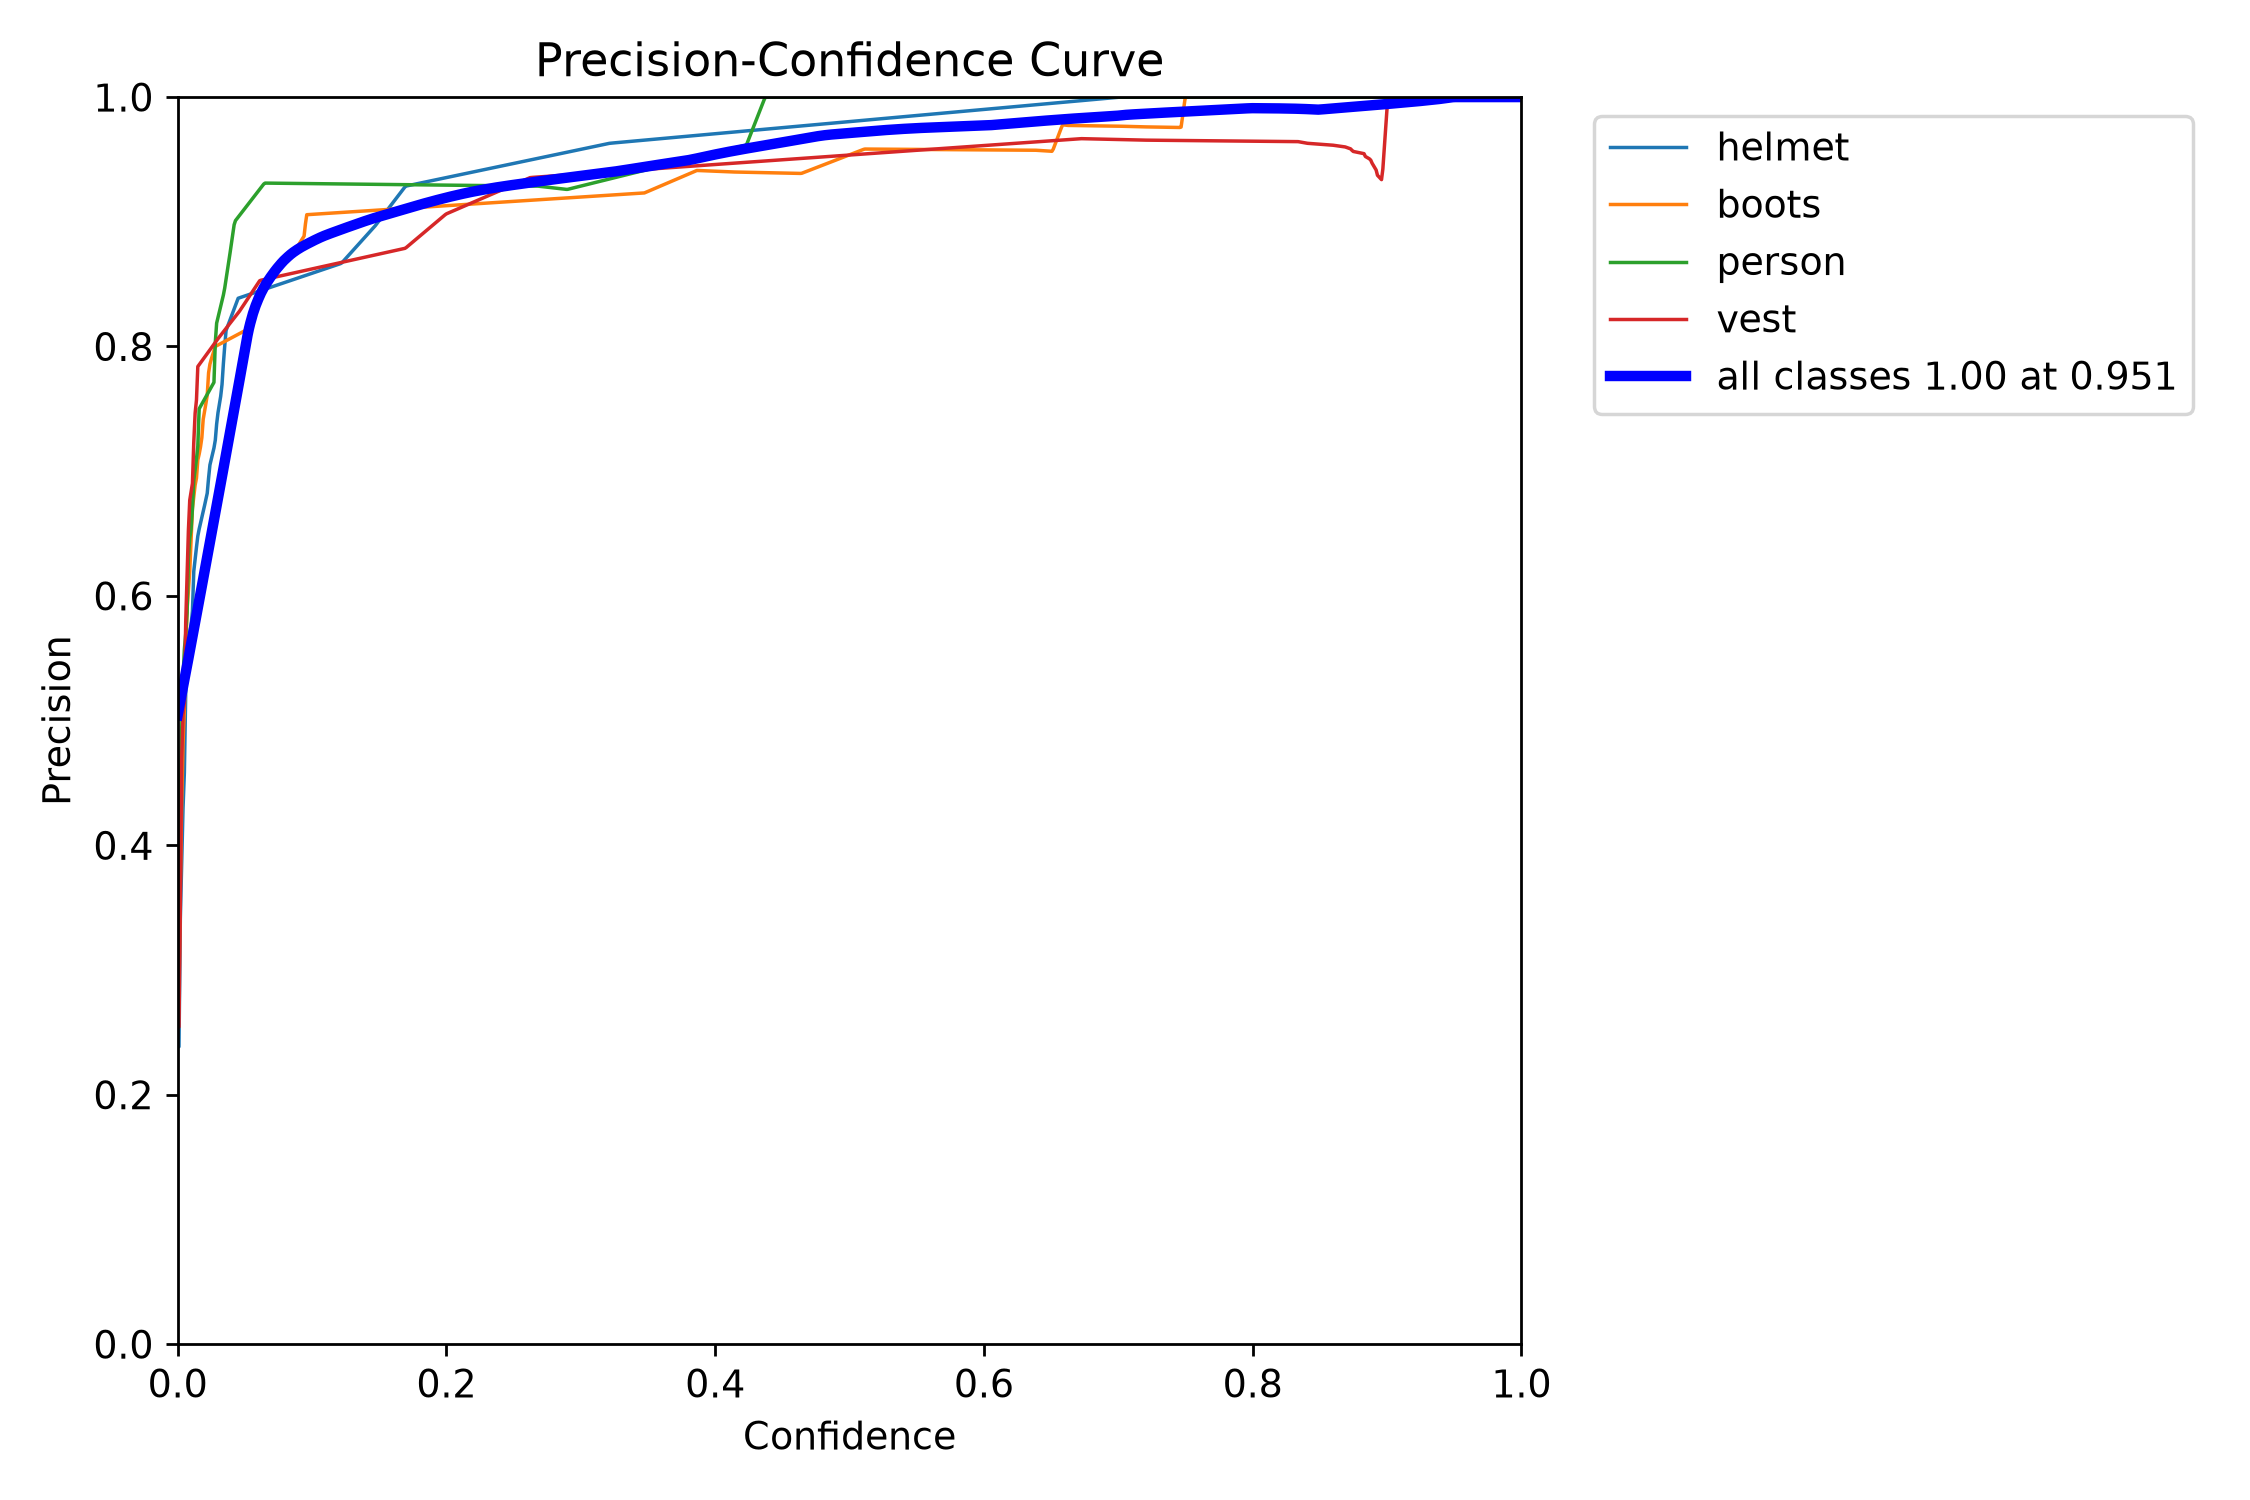 Precision-Confidence Curve
1.0
0.8
0.6
0.4
0.2
0.0
Precision
0.0 0.2 0.4 0.6 0.8 1.0
Confidence
helmet
boots
person
vest
all classes 1.00 at 0.951